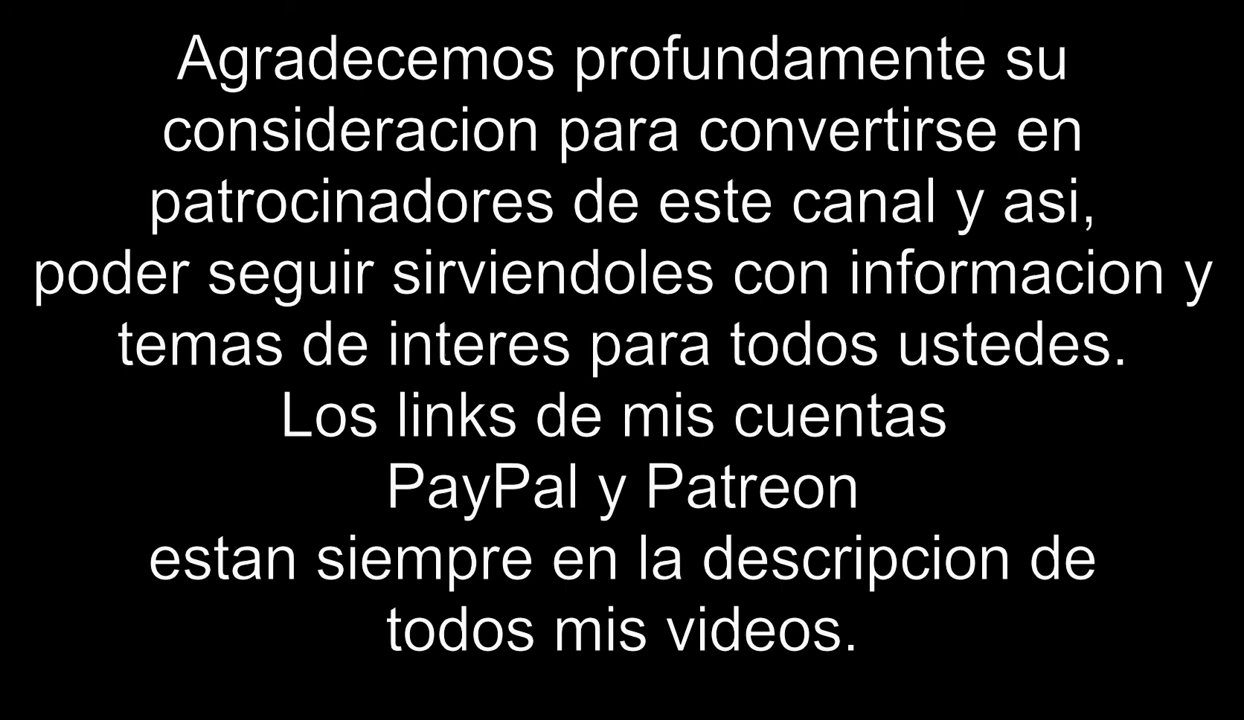 Agradecemos profundamente su
consideracion para convertirse en
patrocinadores de este canal y asi,
poder seguir sirviendoles con informacion y
temas de interes para todos ustedes.
Los links de mis cuentas
PayPal y Patreon
estan siempre en la descripcion de
todos mis videos.